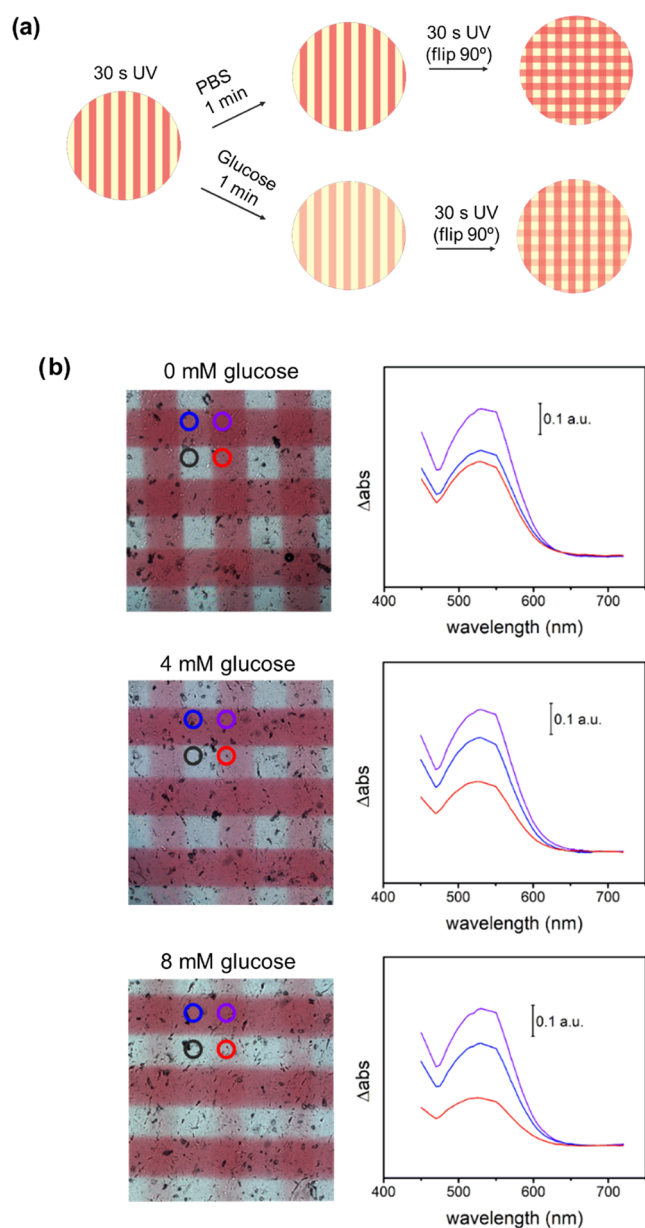 (a)
30 s UV
PBS
1 min
30 s UV
(flip 90º)
Glucose
1 min
30 s UV
(flip 90º)
(b)
0 mM glucose
0.1 a.u.
Δabs
400 500 600 700
wavelength (nm)
4 mM glucose
0.1 a.u.
Δabs
400 500 600 700
wavelength (nm)
8 mM glucose
0.1 a.u.
Δabs
400 500 600 700
wavelength (nm)